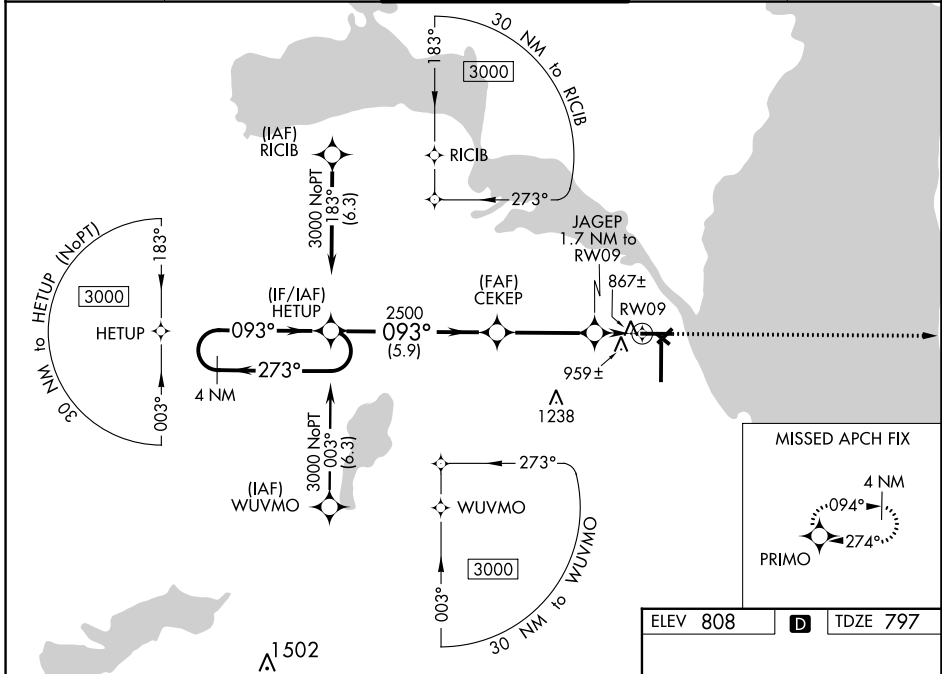 30 NM to RICIB
183°
3000
RICIB
273°
(IAF)
RICIB
3000 NoPT
183°
(6.3)
JAGEP
1.7 NM to
RW09
867±
RW09
30 NM to HETUP (NoPT)
183°
3000
HETUP
003°
(IF/IAF)
HETUP
093°
273°
4 NM
2500
093°
(5.9)
(FAF)
CEKEP
959±
1238
3000 NoPT
003°
(6.3)
(IAF)
WUVMO
273°
WUVMO
3000
003°
30 NM to WUVMO
MISSED APCH FIX
4 NM
094°
274°
PRIMO
1502
ELEV 808 D TDZE 797